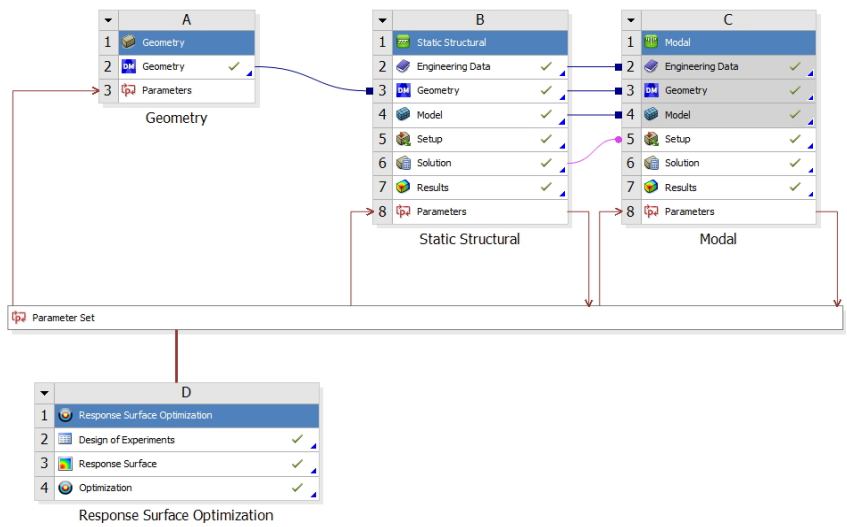 A
1 Geometry
2 DM Geometry
3 Parameters
Geometry
B
1 Static Structural
2 Engineering Data
3 DM Geometry
4 Model
5 Setup
6 Solution
7 Results
8 Parameters
Static Structural
C
1 Modal
2 Engineering Data
3 DM Geometry
4 Model
5 Setup
6 Solution
7 Results
8 Parameters
Modal
Parameter Set
D
1 Response Surface Optimization
2 Design of Experiments
3 Response Surface
4 Optimization
Response Surface Optimization